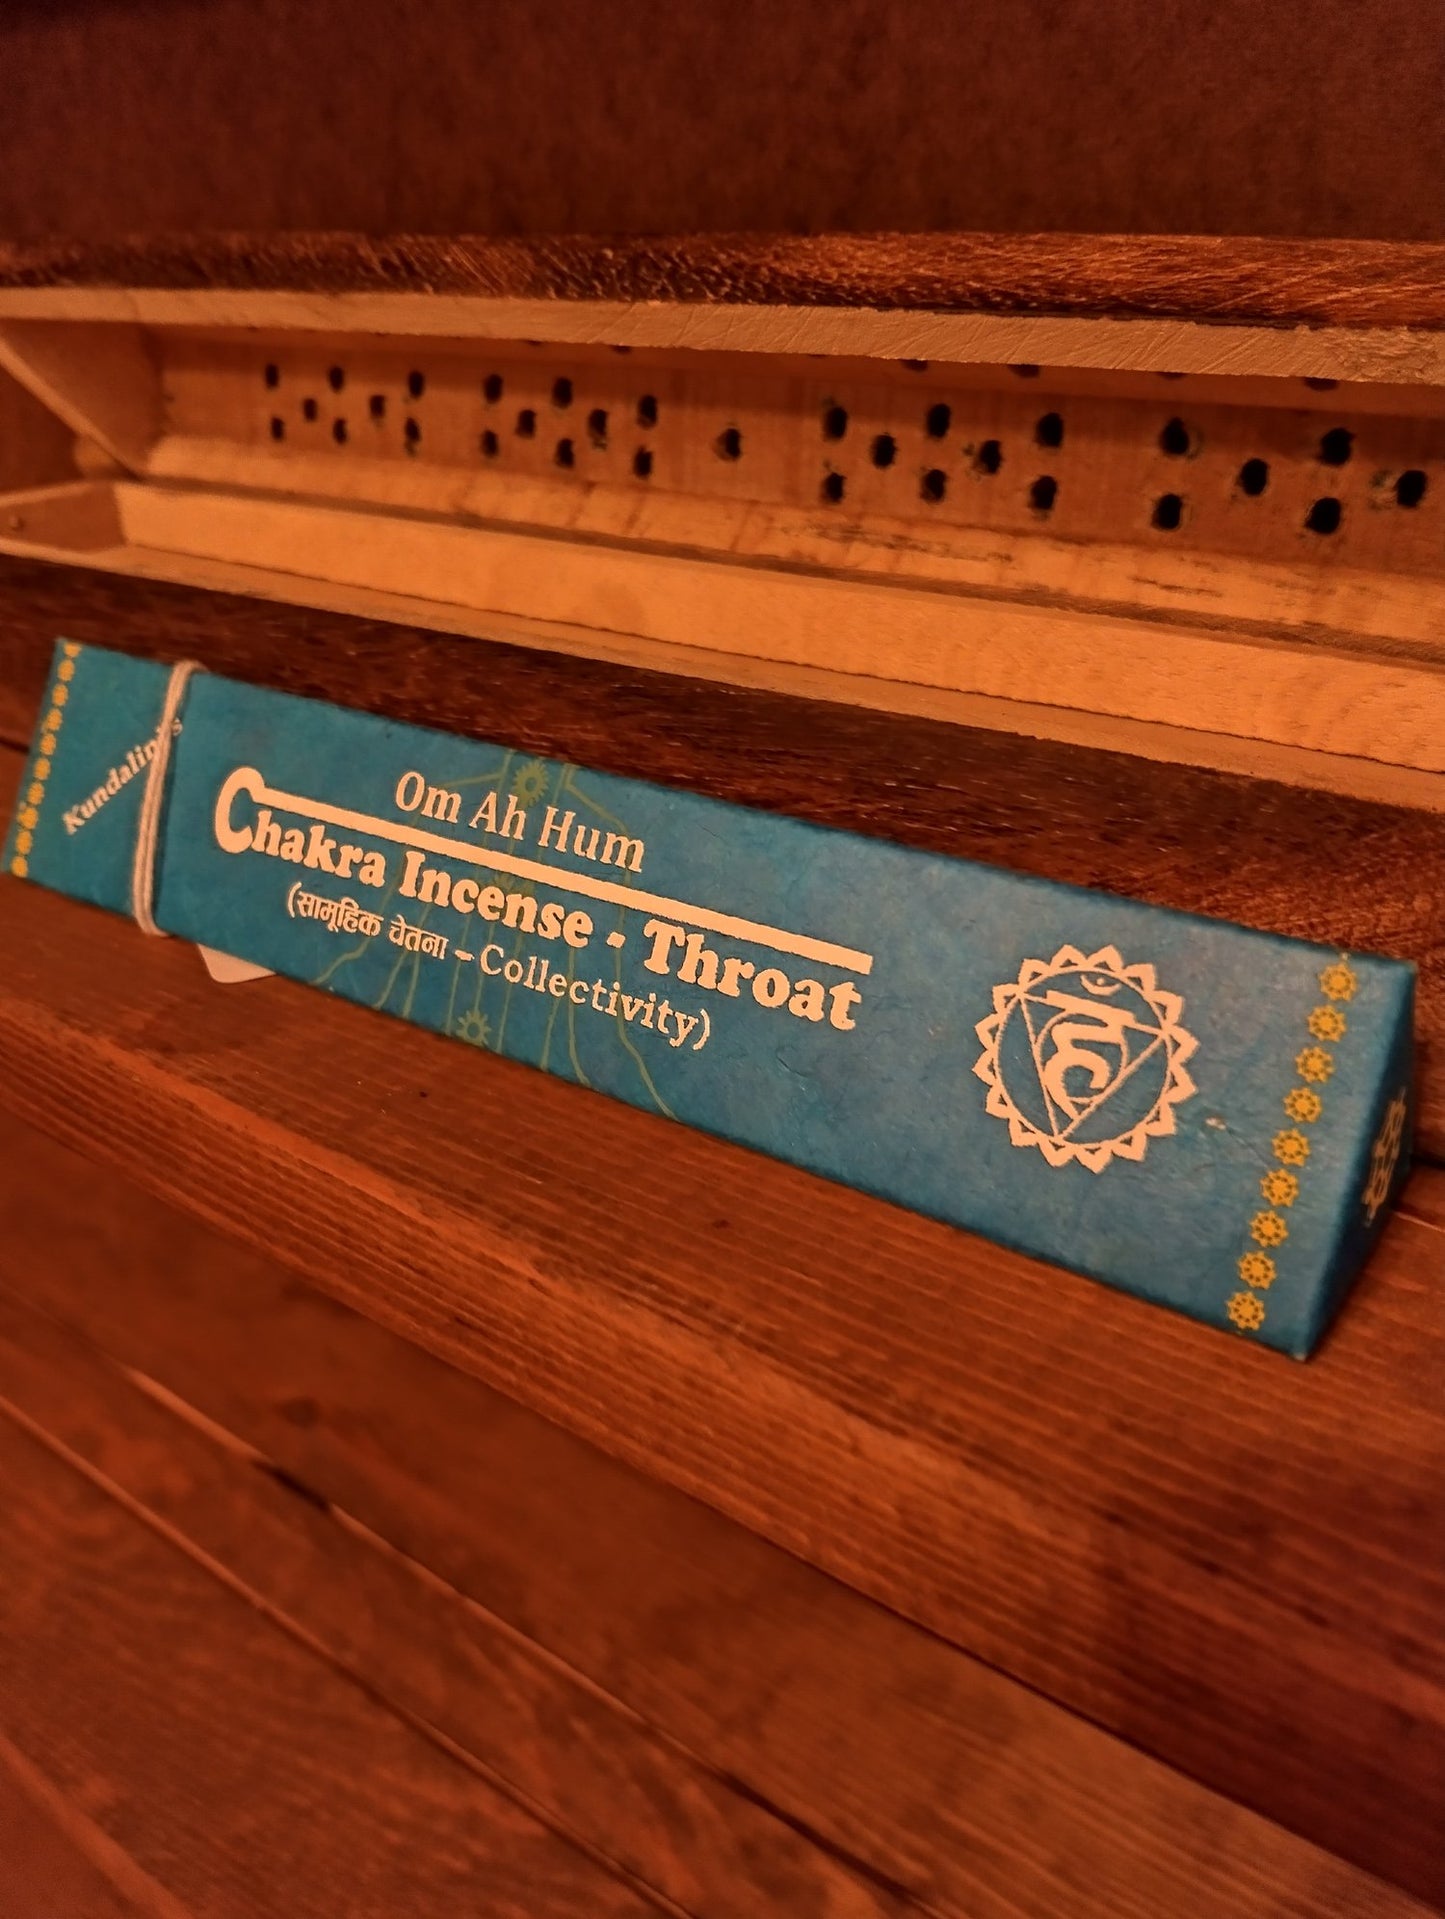 Kundalini's
Om Ah Hum
Chakra Incense - Throat
(सामूहिक चेतना – Collectivity)
हं